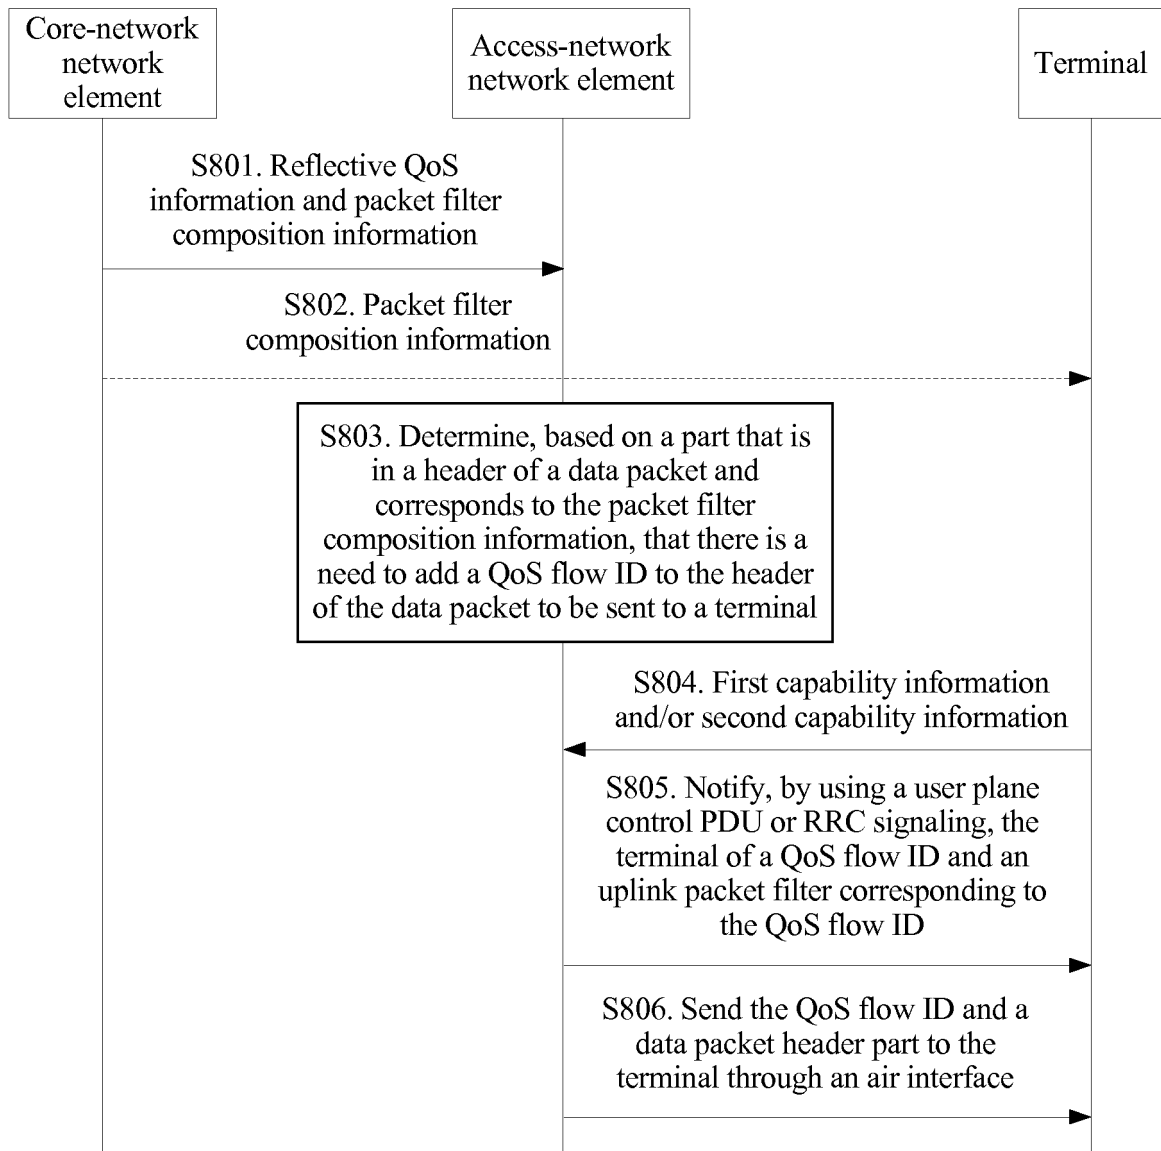 Core-network
network
element
Access-network
network element
Terminal
S801. Reflective QoS
information and packet filter
composition information
S802. Packet filter
composition information
S803. Determine, based on a part that is
in a header of a data packet and
corresponds to the packet filter
composition information, that there is a
need to add a QoS flow ID to the header
of the data packet to be sent to a terminal
S804. First capability information
and/or second capability information
S805. Notify, by using a user plane
control PDU or RRC signaling, the
terminal of a QoS flow ID and an
uplink packet filter corresponding to
the QoS flow ID
S806. Send the QoS flow ID and a
data packet header part to the
terminal through an air interface